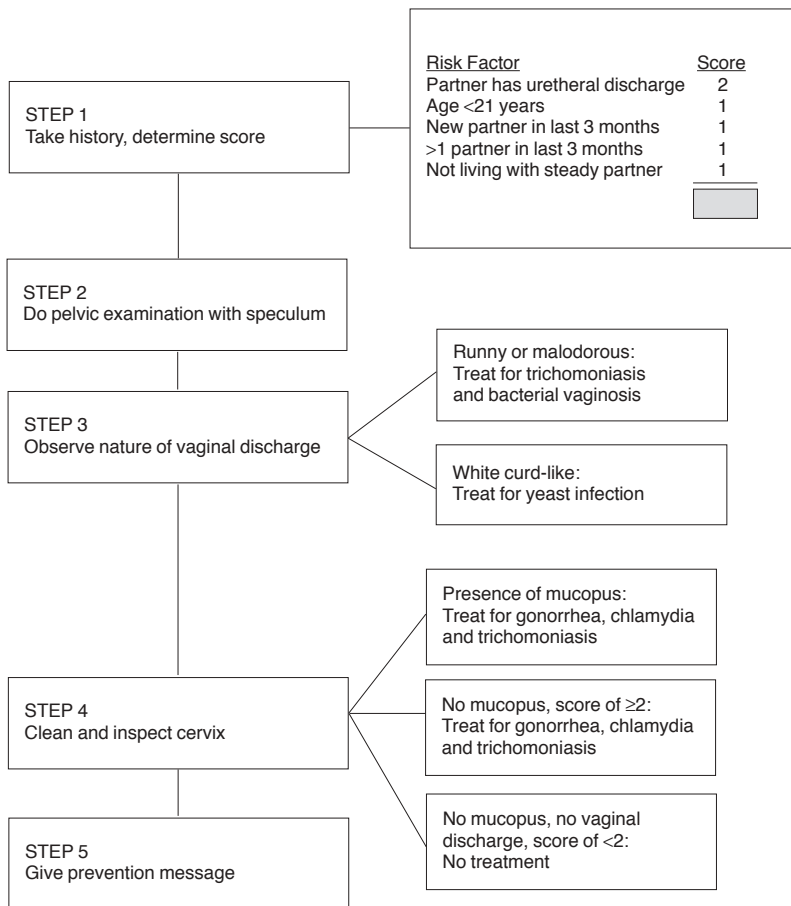 STEP 1
Take history, determine score
Risk Factor Score
Partner has uretheral discharge 2
Age <21 years 1
New partner in last 3 months 1
>1 partner in last 3 months 1
Not living with steady partner 1
STEP 2
Do pelvic examination with speculum
STEP 3
Observe nature of vaginal discharge
Runny or malodorous:
Treat for trichomoniasis
and bacterial vaginosis
White curd-like:
Treat for yeast infection
STEP 4
Clean and inspect cervix
Presence of mucopus:
Treat for gonorrhea, chlamydia
and trichomoniasis
No mucopus, score of ≥2:
Treat for gonorrhea, chlamydia
and trichomoniasis
No mucopus, no vaginal
discharge, score of <2:
No treatment
STEP 5
Give prevention message